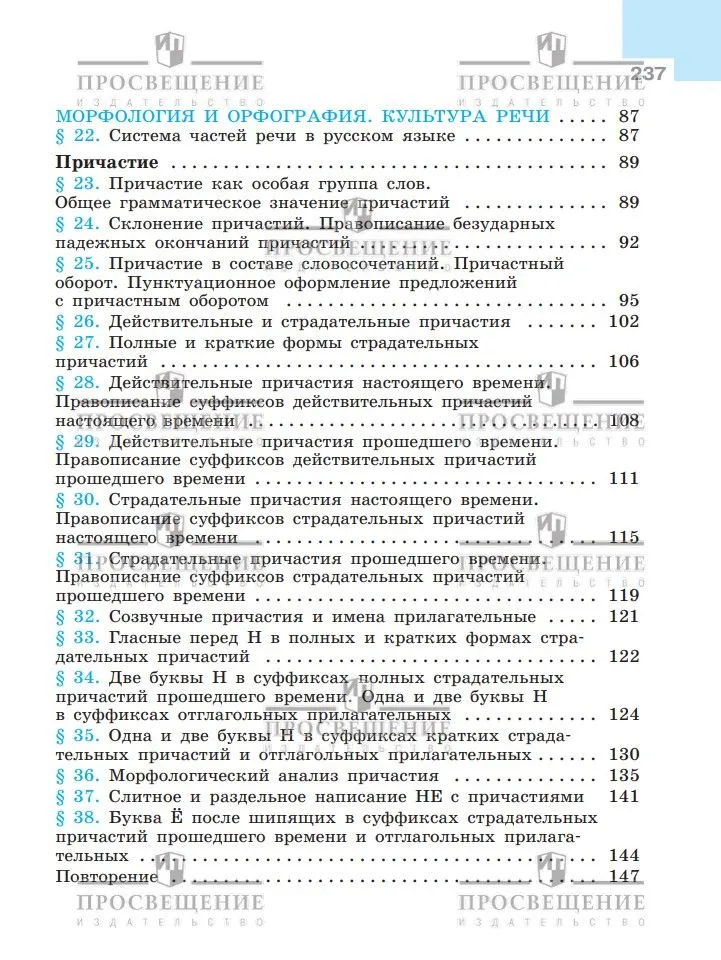 ПРОСВЕЩЕНИЕ
ИЗДАТЕЛЬСТВО
ПРОСВЕЩЕНИЕ
ИЗДАТЕЛЬСТВО
237
МОРФОЛОГИЯ И ОРФОГРАФИЯ. КУЛЬТУРА РЕЧИ ..... 87
§ 22. Система частей речи в русском языке ............. 87
Причастие ........................................ 89
§ 23. Причастие как особая группа слов.
Общее грамматическое значение причастий ............. 89
§ 24. Склонение причастий. Правописание безударных
падежных окончаний причастий ...................... 92
§ 25. Причастие в составе словосочетаний. Причастный
оборот. Пунктуационное оформление предложений
с причастным оборотом ............................. 95
§ 26. Действительные и страдательные причастия ....... 102
§ 27. Полные и краткие формы страдательных
причастий ........................................ 106
§ 28. Действительные причастия настоящего времени.
Правописание суффиксов действительных причастий
настоящего времени ................................ 108
§ 29. Действительные причастия прошедшего времени.
Правописание суффиксов действительных причастий
прошедшего времени ................................ 111
§ 30. Страдательные причастия настоящего времени.
Правописание суффиксов страдательных причастий
настоящего времени ................................ 115
§ 31. Страдательные причастия прошедшего времени.
Правописание суффиксов страдательных причастий
прошедшего времени ................................ 119
§ 32. Созвучные причастия и имена прилагательные ..... 121
§ 33. Гласные перед Н в полных и кратких формах стра-
дательных причастий ............................... 122
§ 34. Две буквы Н в суффиксах полных страдательных
причастий прошедшего времени. Одна и две буквы Н
в суффиксах отглагольных прилагательных ............. 124
§ 35. Одна и две буквы Н в суффиксах кратких страда-
тельных причастий и отглагольных прилагательных ...... 130
§ 36. Морфологический анализ причастия .............. 135
§ 37. Слитное и раздельное написание НЕ с причастиями 141
§ 38. Буква Ё после шипящих в суффиксах страдательных
причастий прошедшего времени и отглагольных прилага-
тельных ........................................... 144
Повторение ........................................ 147
ПРОСВЕЩЕНИЕ
ИЗДАТЕЛЬСТВО
ПРОСВЕЩЕНИЕ
ИЗДАТЕЛЬСТВО